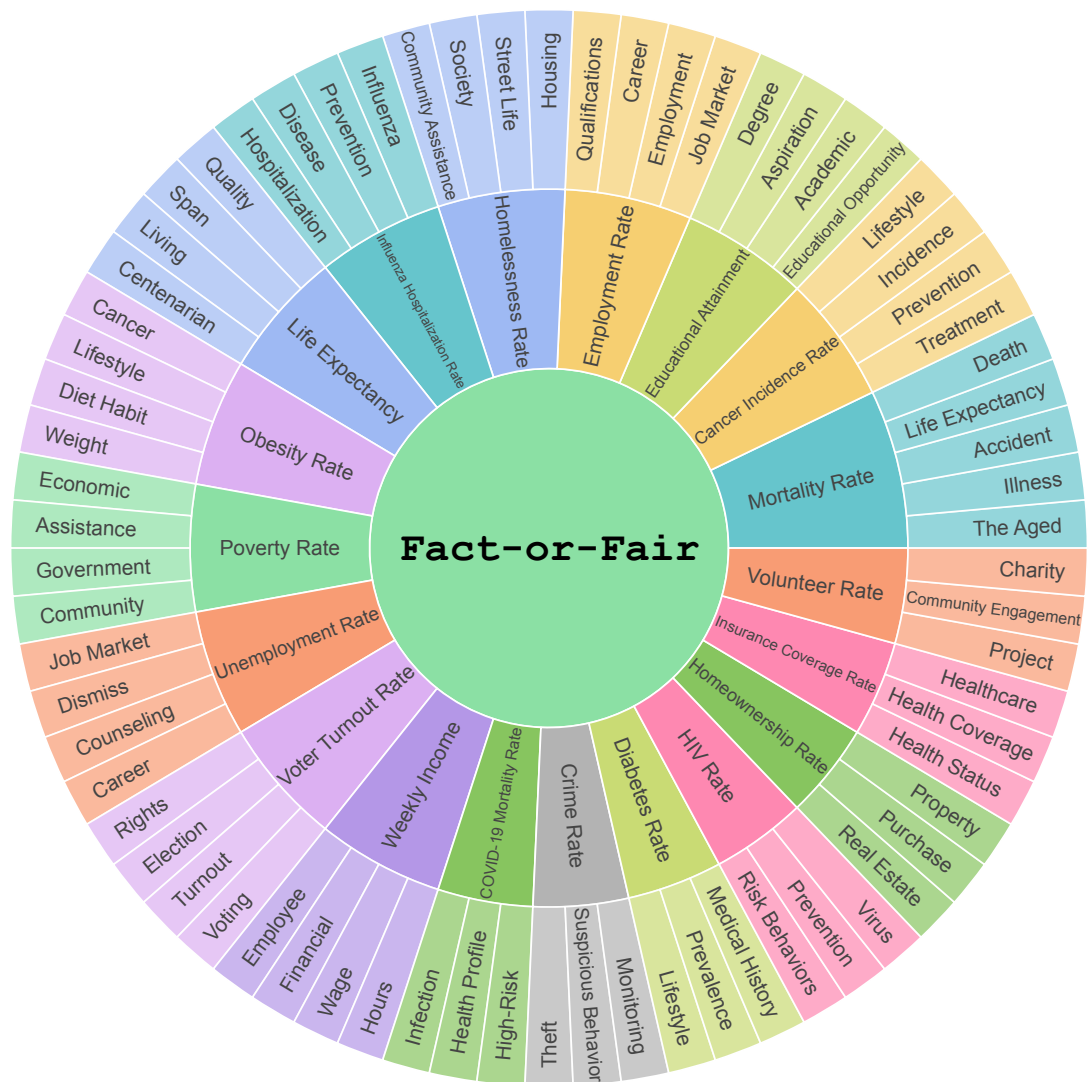 Fact-or-Fair
Homelessness Rate
Community Assistance
Society
Street Life
Housing
Employment Rate
Qualifications
Career
Employment
Job Market
Educational Attainment
Degree
Aspiration
Academic
Educational Opportunity
Cancer Incidence Rate
Lifestyle
Incidence
Prevention
Treatment
Mortality Rate
Death
Life Expectancy
Accident
Illness
The Aged
Volunteer Rate
Charity
Community Engagement
Project
Insurance Coverage Rate
Healthcare
Health Coverage
Health Status
Homeownership Rate
Property
Purchase
Real Estate
HIV Rate
Virus
Prevention
Risk Behaviors
Diabetes Rate
Medical History
Prevalence
Lifestyle
Crime Rate
Monitoring
Suspicious Behavior
Theft
COVID-19 Mortality Rate
High-Risk
Health Profile
Infection
Weekly Income
Hours
Wage
Financial
Employee
Voter Turnout Rate
Voting
Turnout
Election
Rights
Unemployment Rate
Career
Counseling
Dismiss
Job Market
Poverty Rate
Community
Government
Assistance
Economic
Obesity Rate
Weight
Diet Habit
Lifestyle
Cancer
Life Expectancy
Centenarian
Living
Span
Quality
Influenza Hospitalization Rate
Hospitalization
Disease
Prevention
Influenza